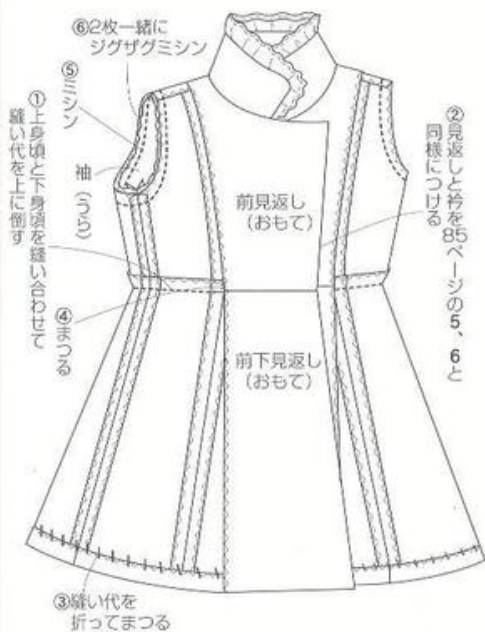 ⑥2枚一緒に
ジグザグミシン
⑤ミシン
①上身頃と下身頃を縫い合わせて
縫い代を上に倒す
袖（うら）
②見返しと衿を85ページの5、6と
同様につける
前見返し
（おもて）
④まつる
前下見返し
（おもて）
③縫い代を
折ってまつる